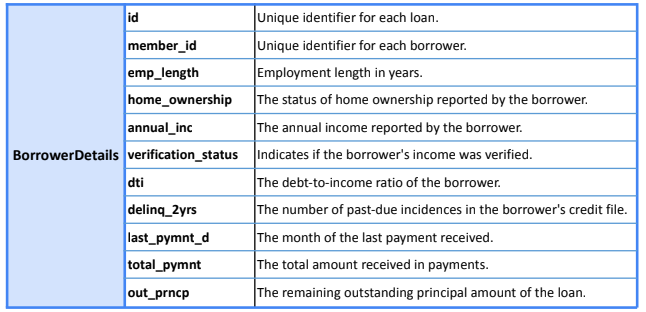 id Unique identifier for each loan.
member_id Unique identifier for each borrower.
emp_length Employment length in years.
home_ownership The status of home ownership reported by the borrower.
annual_inc The annual income reported by the borrower.
BorrowerDetails verification_status Indicates if the borrower's income was verified.
dti The debt-to-income ratio of the borrower.
delinq_2yrs The number of past-due incidences in the borrower's credit file.
last_pymnt_d The month of the last payment received.
total_pymnt The total amount received in payments.
out_prncp The remaining outstanding principal amount of the loan.